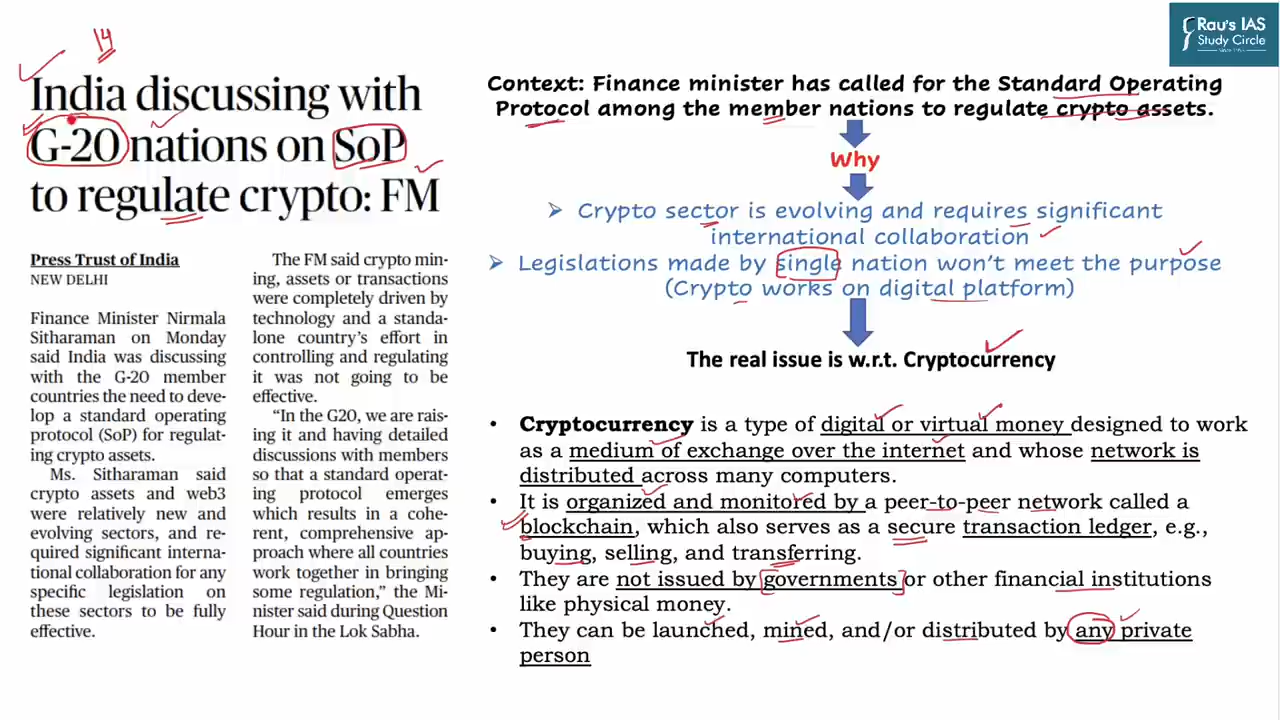 Rau's IAS
Study Circle
14
India discussing with
G-20 nations on SoP
to regulate crypto: FM
Press Trust of India
NEW DELHI
Finance Minister Nirmala
Sitharaman on Monday
said India was discussing
with the G-20 member
countries the need to deve-
lop a standard operating
protocol (SoP) for regulat-
ing crypto assets.
Ms. Sitharaman said
crypto assets and web3
were relatively new and
evolving sectors, and re-
quired significant interna-
tional collaboration for any
specific legislation on
these sectors to be fully
effective.
The FM said crypto min-
ing, assets or transactions
were completely driven by
technology and a standa-
lone country's effort in
controlling and regulating
it was not going to be
effective.
"In the G20, we are rais-
ing it and having detailed
discussions with members
so that a standard operat-
ing protocol emerges
which results in a cohe-
rent, comprehensive ap-
proach where all countries
work together in bringing
some regulation," the Mi-
nister said during Question
Hour in the Lok Sabha.
Context: Finance minister has called for the Standard Operating
Protocol among the member nations to regulate crypto assets.
Why
➢ Crypto sector is evolving and requires significant
international collaboration
➢ Legislations made by single nation won't meet the purpose
(Crypto works on digital platform)
The real issue is w.r.t. Cryptocurrency
• Cryptocurrency is a type of digital or virtual money designed to work
as a medium of exchange over the internet and whose network is
distributed across many computers.
• It is organized and monitored by a peer-to-peer network called a
blockchain, which also serves as a secure transaction ledger, e.g.,
buying, selling, and transferring.
• They are not issued by governments or other financial institutions
like physical money.
• They can be launched, mined, and/or distributed by any private
person